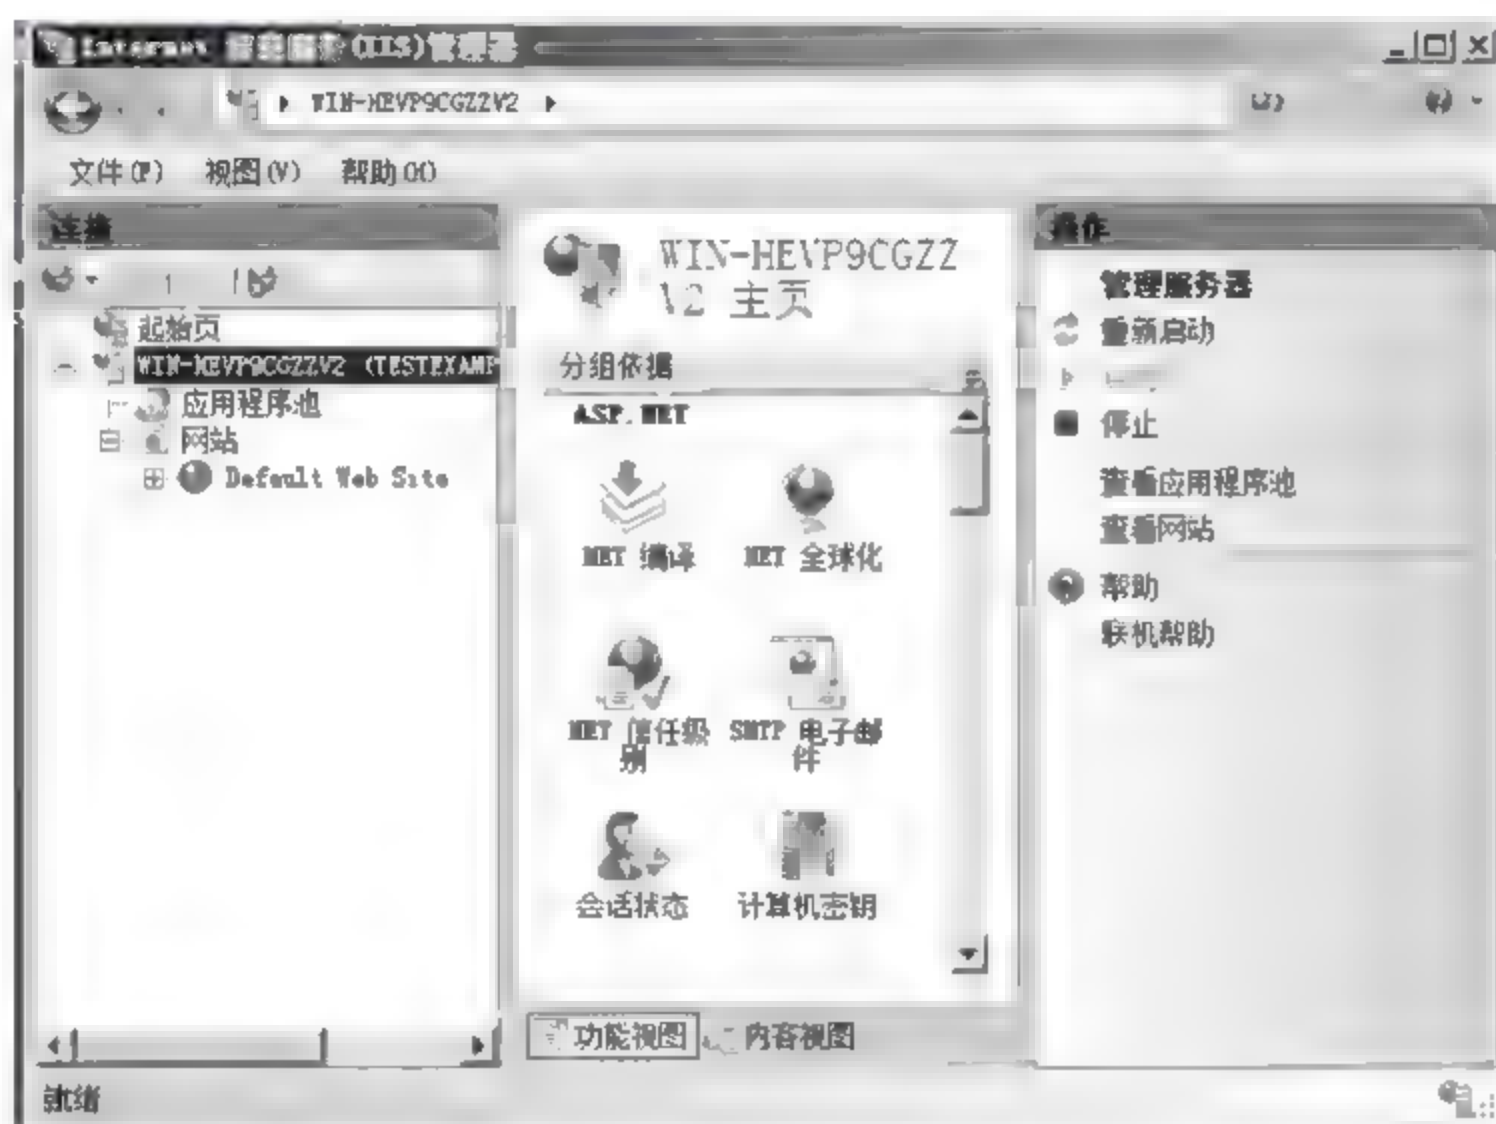 Internet 信息服务(IIS)管理器
WIN-HEVP9CGZZV2
文件(F) 视图(V) 帮助(H)
连接
起始页
WIN-HEVP9CGZZV2 (TESTEXAMP
应用程序池
网站
Default Web Site
WIN-HEVP9CGZZ
V2 主页
分组依据
ASP.NET
NET 编译
NET 全球化
NET 信任级
别
SMTP 电子邮
件
会话状态
计算机密钥
功能视图
内容视图
操作
管理服务器
重新启动
停止
查看应用程序池
查看网站
帮助
联机帮助
就绪